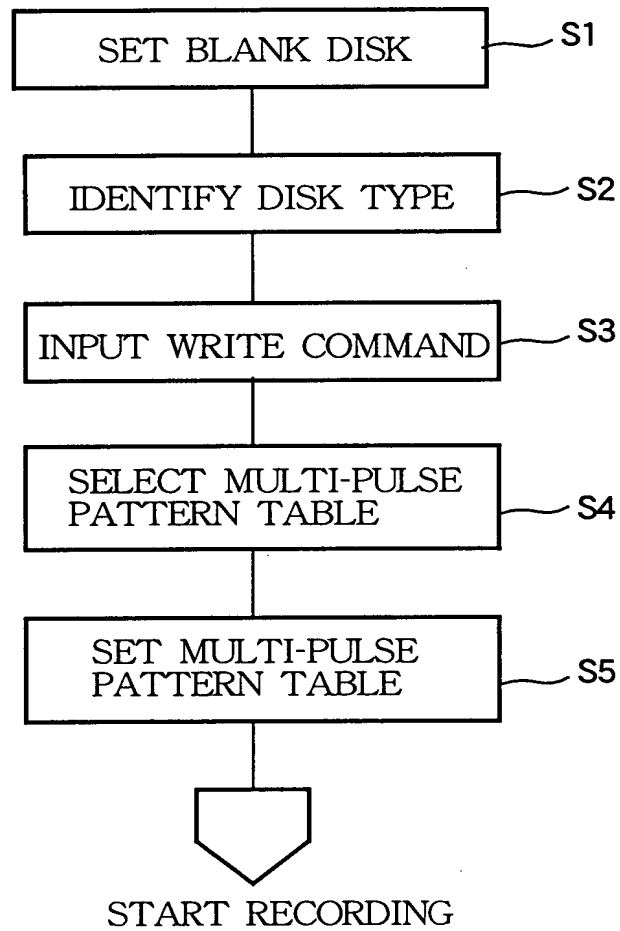 SET BLANK DISK
S1
IDENTIFY DISK TYPE
S2
INPUT WRITE COMMAND
S3
SELECT MULTI-PULSE
PATTERN TABLE
S4
SET MULTI-PULSE
PATTERN TABLE
S5
START RECORDING